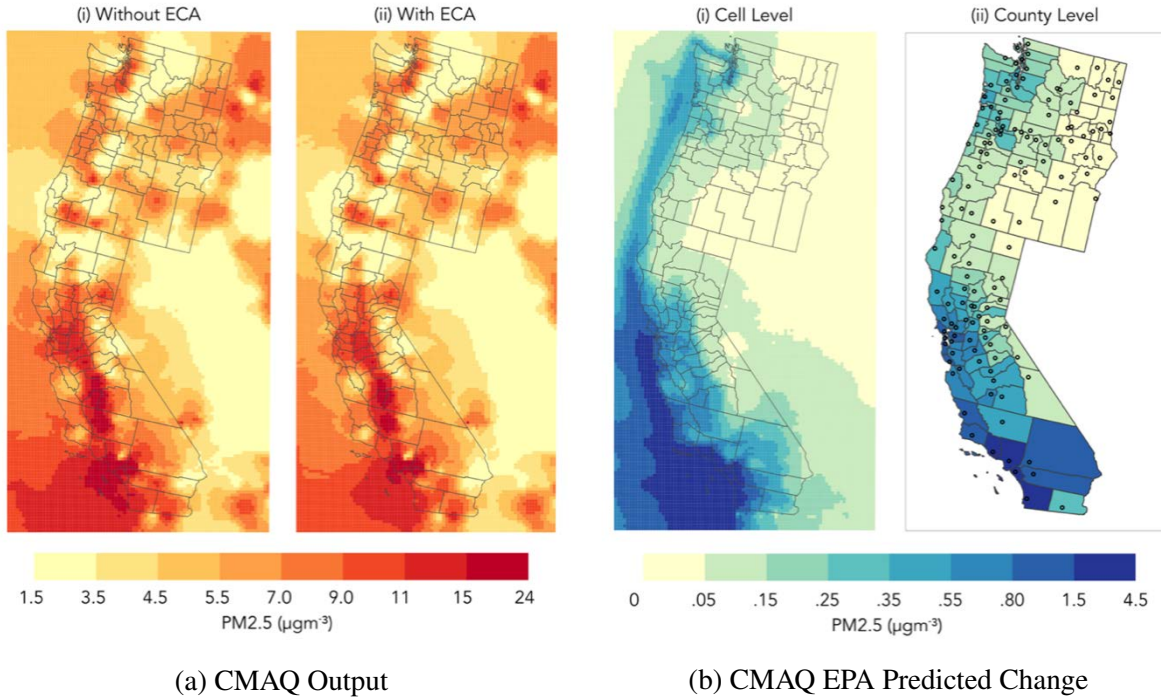 (i) Without ECA
(ii) With ECA
(i) Cell Level
(ii) County Level
1.5 3.5 4.5 5.5 7.0 9.0 11 15 24
PM2.5 (µgm⁻³)
0 .05 .15 .25 .35 .55 .80 1.5 4.5
PM2.5 (µgm⁻³)
(a) CMAQ Output
(b) CMAQ EPA Predicted Change